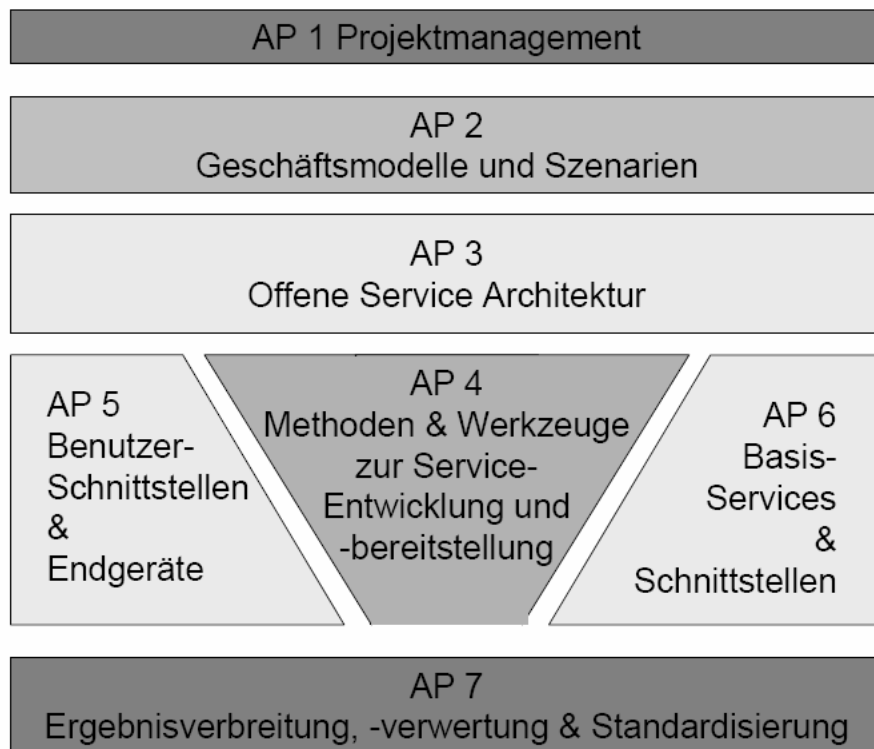 AP 1 Projektmanagement
AP 2
Geschäftsmodelle und Szenarien
AP 3
Offene Service Architektur
AP 5
Benutzer-
Schnittstellen
&
Endgeräte
AP 4
Methoden & Werkzeuge
zur Service-
Entwicklung und
-bereitstellung
AP 6
Basis-
Services
&
Schnittstellen
AP 7
Ergebnisverbreitung, -verwertung & Standardisierung